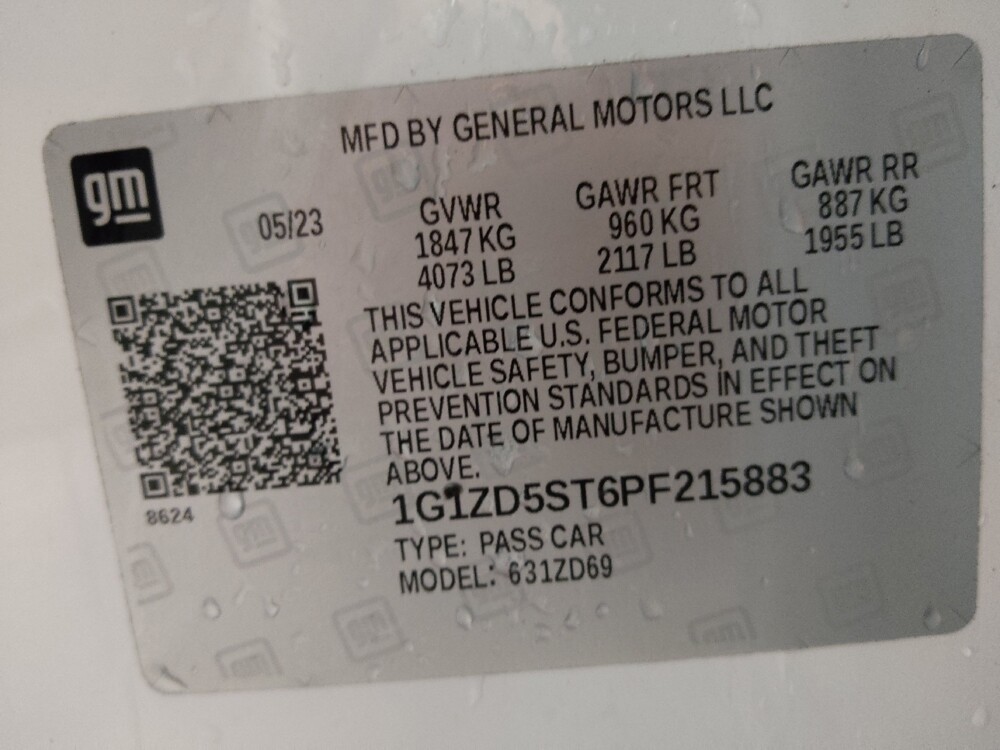 MFD BY GENERAL MOTORS LLC
gm
05/23
GVWR
1847 KG
4073 LB
GAWR FRT
960 KG
2117 LB
GAWR RR
887 KG
1955 LB
THIS VEHICLE CONFORMS TO ALL
APPLICABLE U.S. FEDERAL MOTOR
VEHICLE SAFETY, BUMPER, AND THEFT
PREVENTION STANDARDS IN EFFECT ON
THE DATE OF MANUFACTURE SHOWN
ABOVE.
1G1ZD5ST6PF215883
TYPE: PASS CAR
MODEL: 631ZD69
8624